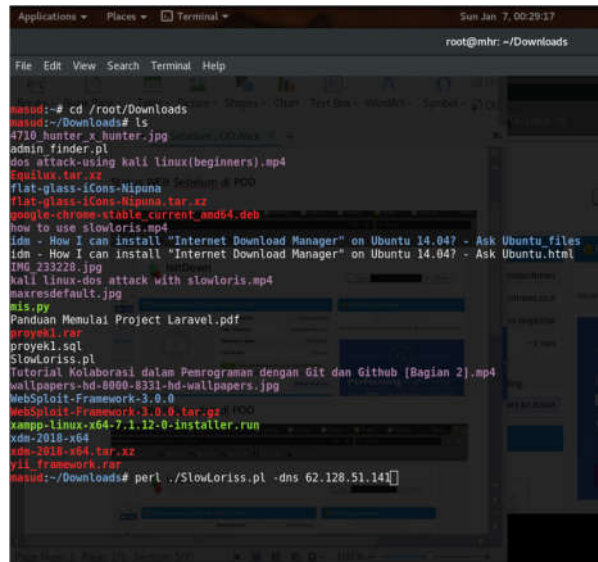 Applications Places Terminal Sun Jan 7, 00:29:17
root@mhr: ~/Downloads
File Edit View Search Terminal Help
masud:~# cd /root/Downloads
masud:~/Downloads# ls
4710_hunter_x_hunter.jpg
admin_finder.pl
dos attack-using kali linux(beginners).mp4
Equilux.tar.xz
flat-glass-iCons-Nipuna
flat-glass-iCons-Nipuna.tar.xz
google-chrome-stable_current_amd64.deb
how to use slowloris.mp4
idm - How I can install "Internet Download Manager" on Ubuntu 14.04? - Ask Ubuntu_files
idm - How I can install "Internet Download Manager" on Ubuntu 14.04? - Ask Ubuntu.html
IMG_233228.jpg
kali linux-dos attack with slowloris.mp4
maxresdefault.jpg
mis.py
Panduan Memulai Project Laravel.pdf
proyek1.rar
proyek1.sql
SlowLoriss.pl
Tutorial Kolaborasi dalam Pemrograman dengan Git dan Github [Bagian 2].mp4
wallpapers-hd-8000-8331-hd-wallpapers.jpg
WebSploit-Framework-3.0.0
WebSploit-Framework-3.0.0.tar.gz
xampp-linux-x64-7.1.12-0-installer.run
xdm-2018-x64
xdm-2018-x64.tar.xz
yii_framework.rar
masud:~/Downloads# perl ./SlowLoriss.pl -dns 62.128.51.141